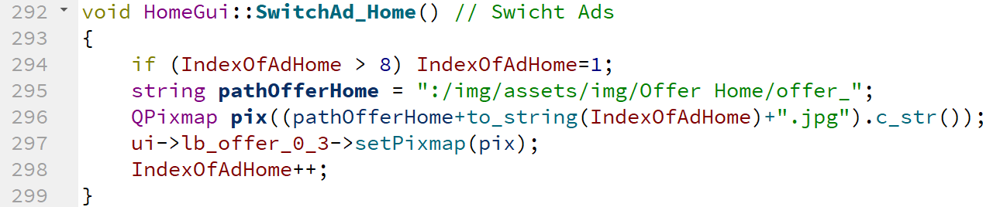 292 void HomeGui::SwitchAd_Home() // Swicht Ads
293 {
294 if (IndexOfAdHome > 8) IndexOfAdHome=1;
295 string pathOfferHome = ":/img/assets/img/Offer Home/offer_";
296 QPixmap pix((pathOfferHome+to_string(IndexOfAdHome)+".jpg").c_str());
297 ui->lb_offer_0_3->setPixmap(pix);
298 IndexOfAdHome++;
299 }